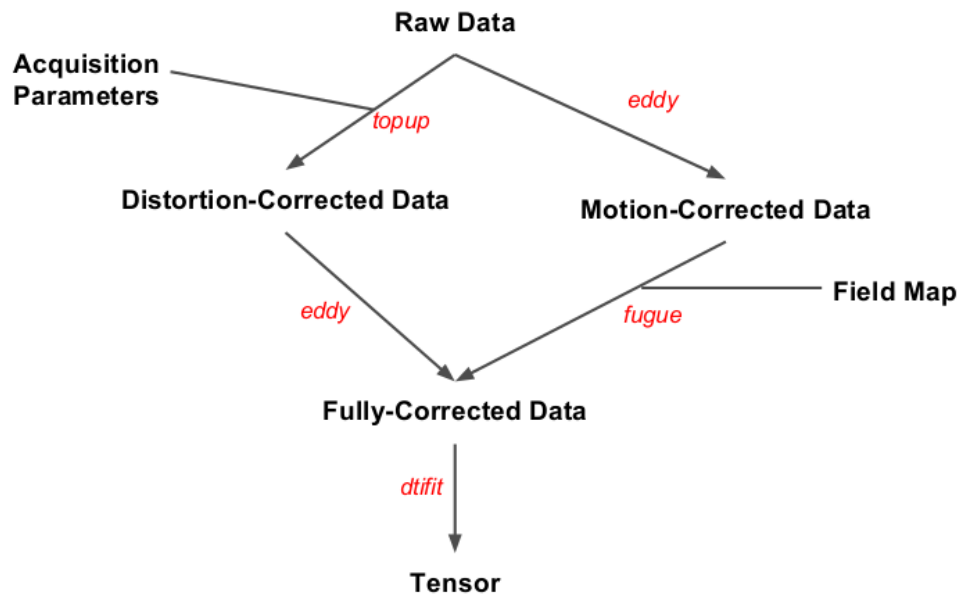 Raw Data
Acquisition
Parameters
eddy
topup
Distortion-Corrected Data
Motion-Corrected Data
Field Map
eddy
fugue
Fully-Corrected Data
dtifit
Tensor